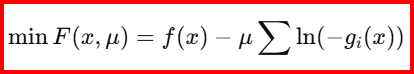 min F(x, μ) = f(x) − μ ∑ ln(−gᵢ(x))